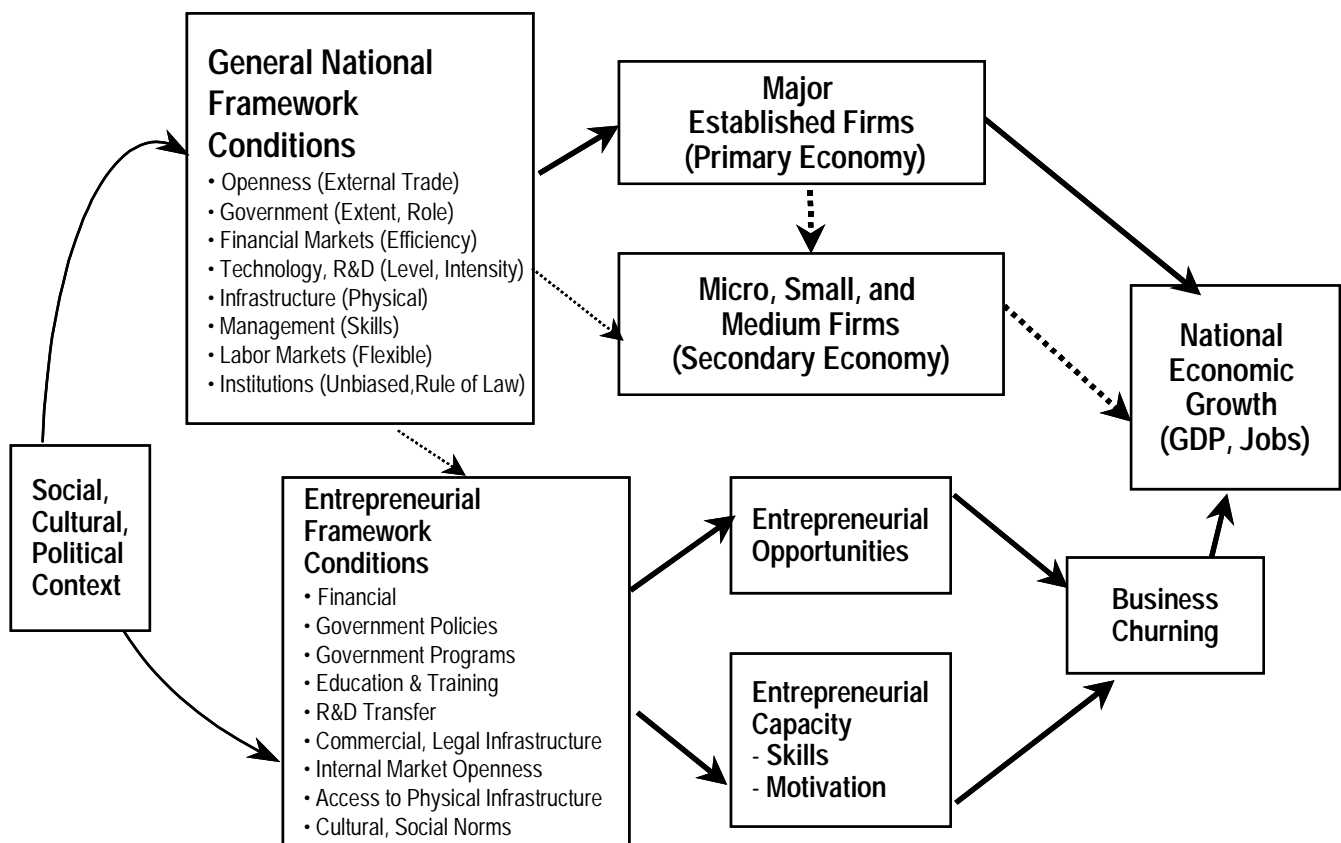 General National
Framework
Conditions
• Openness (External Trade)
• Government (Extent, Role)
• Financial Markets (Efficiency)
• Technology, R&D (Level, Intensity)
• Infrastructure (Physical)
• Management (Skills)
• Labor Markets (Flexible)
• Institutions (Unbiased,Rule of Law)
Major
Established Firms
(Primary Economy)
Micro, Small, and
Medium Firms
(Secondary Economy)
National
Economic
Growth
(GDP, Jobs)
Social,
Cultural,
Political
Context
Entrepreneurial
Framework
Conditions
• Financial
• Government Policies
• Government Programs
• Education & Training
• R&D Transfer
• Commercial, Legal Infrastructure
• Internal Market Openness
• Access to Physical Infrastructure
• Cultural, Social Norms
Entrepreneurial
Opportunities
Entrepreneurial
Capacity
- Skills
- Motivation
Business
Churning